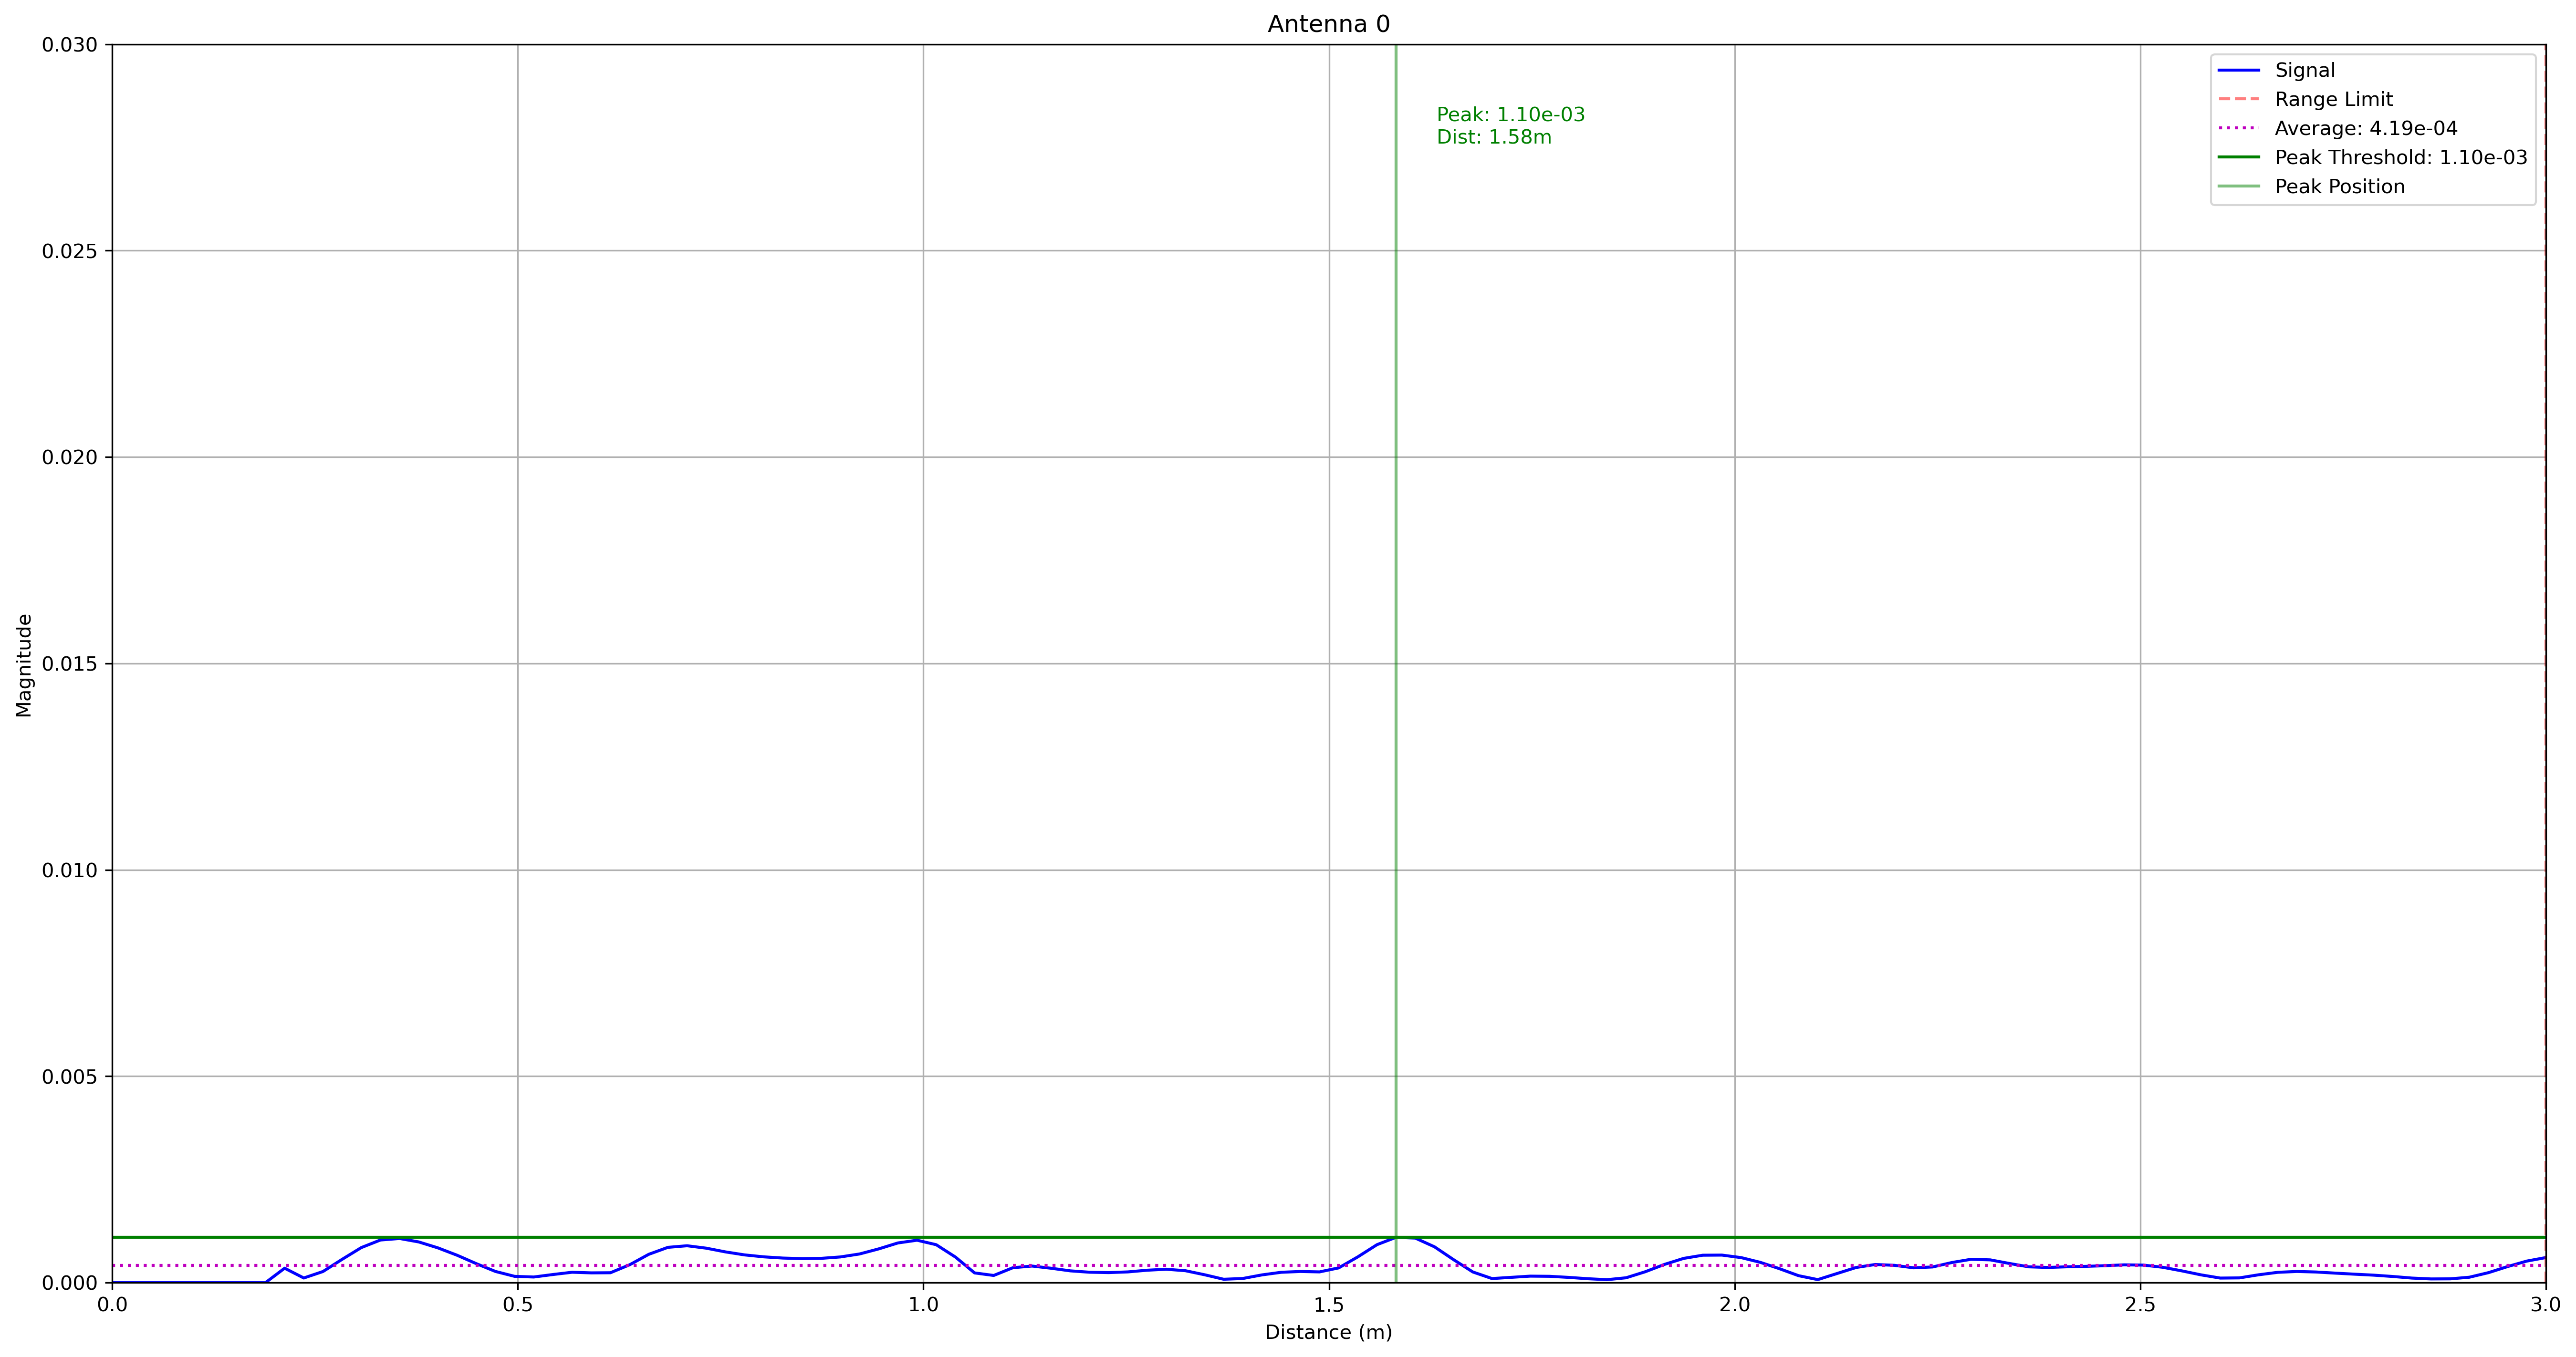 Antenna 0
0.030
0.025
0.020
0.015
0.010
0.005
0.000
Magnitude
Peak: 1.10e-03
Dist: 1.58m
Signal
Range Limit
Average: 4.19e-04
Peak Threshold: 1.10e-03
Peak Position
0.0 0.5 1.0 1.5 2.0 2.5 3.0
Distance (m)